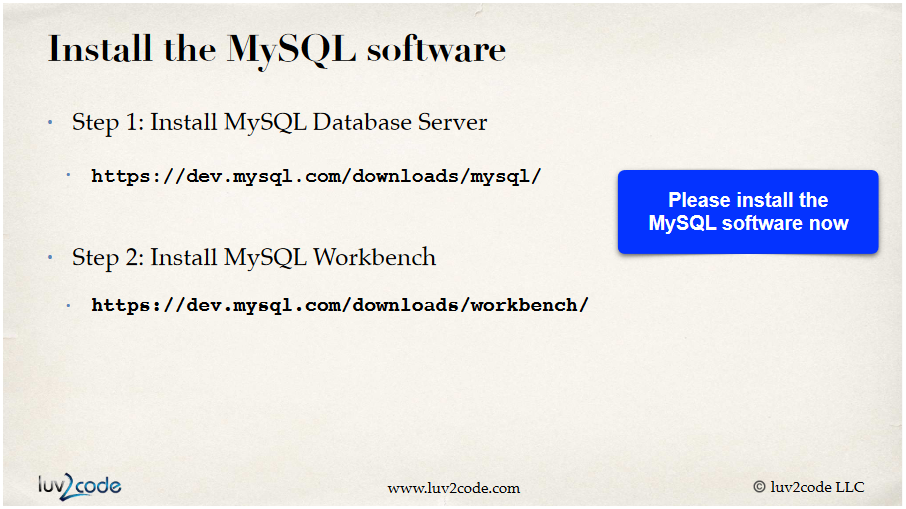 Install the MySQL software
• Step 1: Install MySQL Database Server
• https://dev.mysql.com/downloads/mysql/
Please install the
MySQL software now
• Step 2: Install MySQL Workbench
• https://dev.mysql.com/downloads/workbench/
luv2code
www.luv2code.com
© luv2code LLC